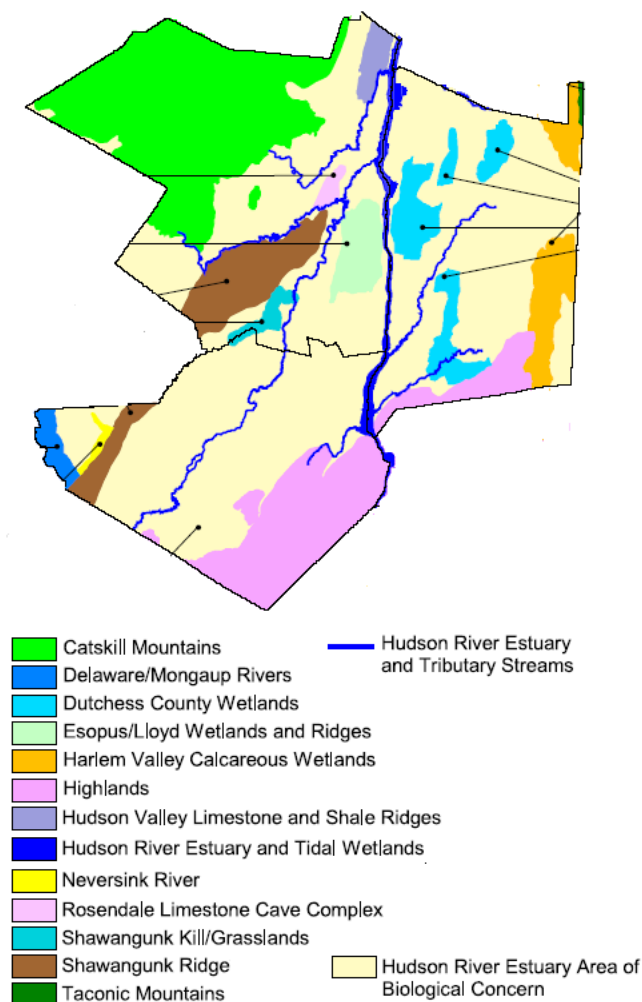 Catskill Mountains
Delaware/Mongaup Rivers
Dutchess County Wetlands
Esopus/Lloyd Wetlands and Ridges
Harlem Valley Calcareous Wetlands
Highlands
Hudson Valley Limestone and Shale Ridges
Hudson River Estuary and Tidal Wetlands
Neversink River
Rosendale Limestone Cave Complex
Shawangunk Kill/Grasslands
Shawangunk Ridge
Taconic Mountains
Hudson River Estuary
and Tributary Streams
Hudson River Estuary Area of
Biological Concern